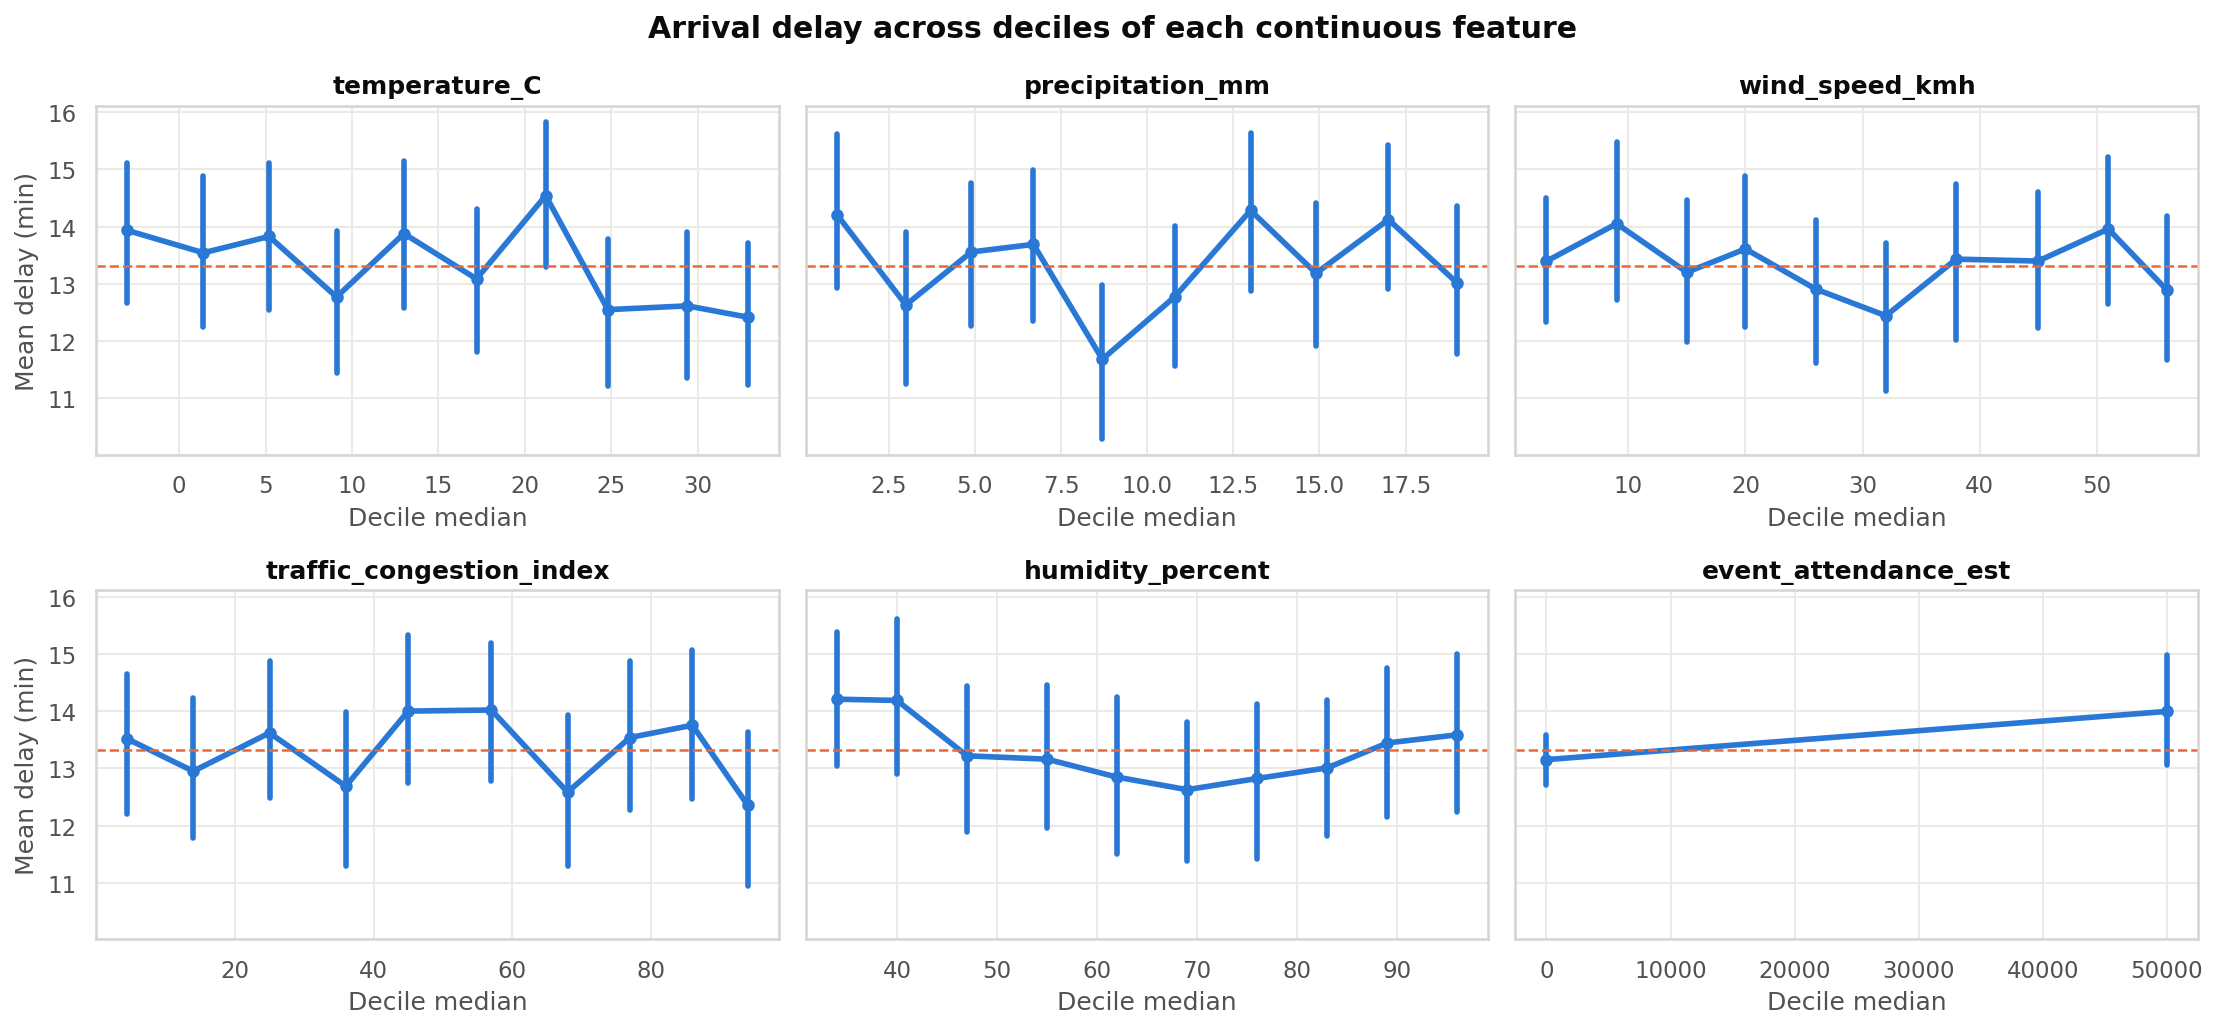 Arrival delay across deciles of each continuous feature
temperature_C
precipitation_mm
wind_speed_kmh
Mean delay (min)
16
15
14
13
12
11
0 5 10 15 20 25 30
2.5 5.0 7.5 10.0 12.5 15.0 17.5
10 20 30 40 50
Decile median
Decile median
Decile median
traffic_congestion_index
humidity_percent
event_attendance_est
Mean delay (min)
16
15
14
13
12
11
20 40 60 80
40 50 60 70 80 90
0 10000 20000 30000 40000 50000
Decile median
Decile median
Decile median